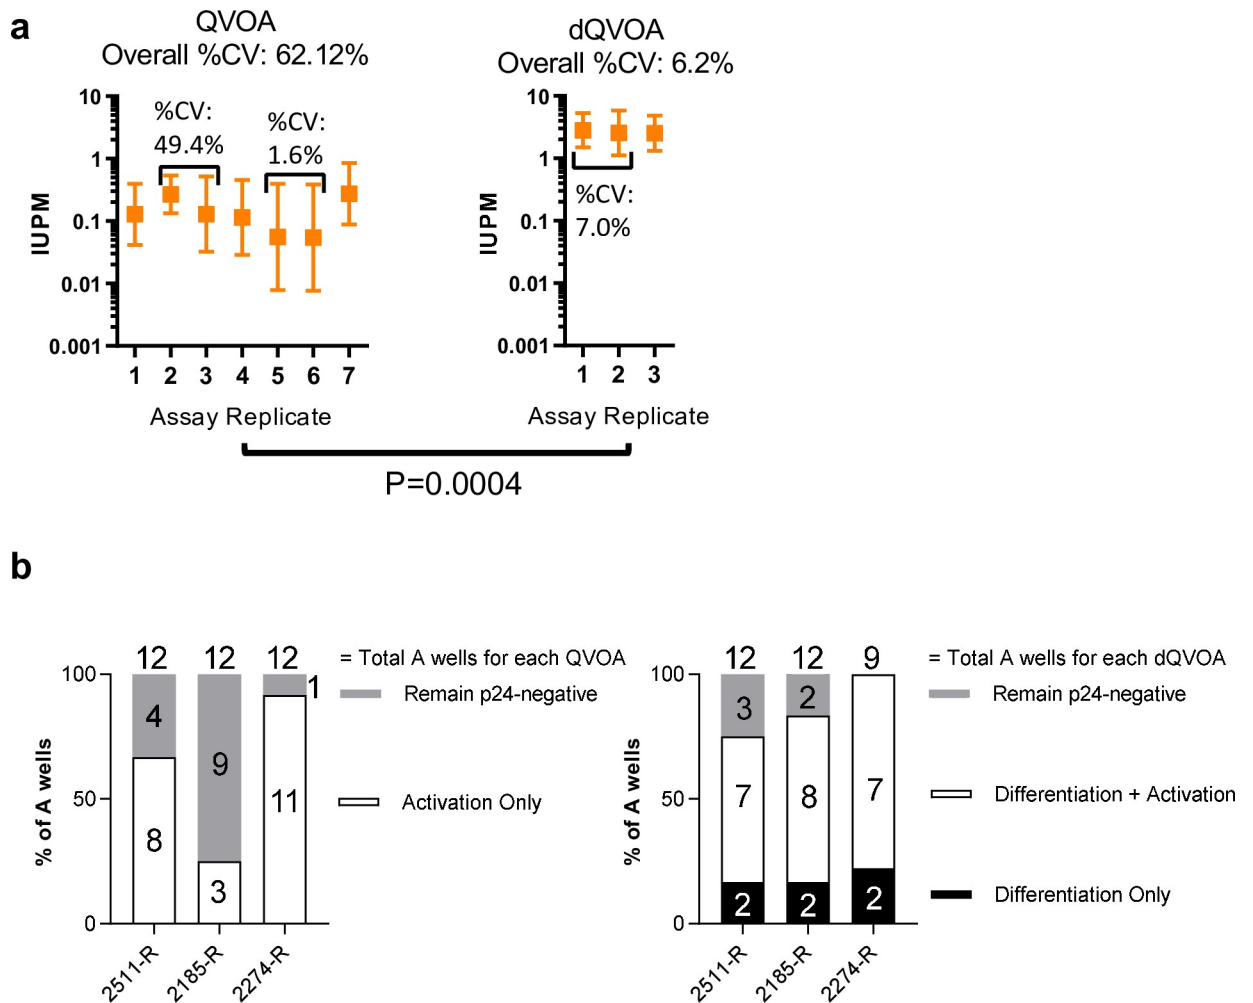 a
QVOA
Overall %CV: 62.12%
10
1
0.1
0.01
0.001
IUPM
%CV:
49.4%
%CV:
1.6%
1 2 3 4 5 6 7
Assay Replicate
dQVOA
Overall %CV: 6.2%
10
1
0.1
0.01
0.001
IUPM
%CV:
7.0%
1 2 3
Assay Replicate
P=0.0004
b
12 12 12 = Total A wells for each QVOA
Remain p24-negative
Activation Only
100
50
0
% of A wells
4
8
9
3
1
11
2511-R
2185-R
2274-R
12 12 9 = Total A wells for each dQVOA
Remain p24-negative
Differentiation + Activation
Differentiation Only
100
50
0
% of A wells
3
7
2
2
8
2
7
2
2511-R
2185-R
2274-R